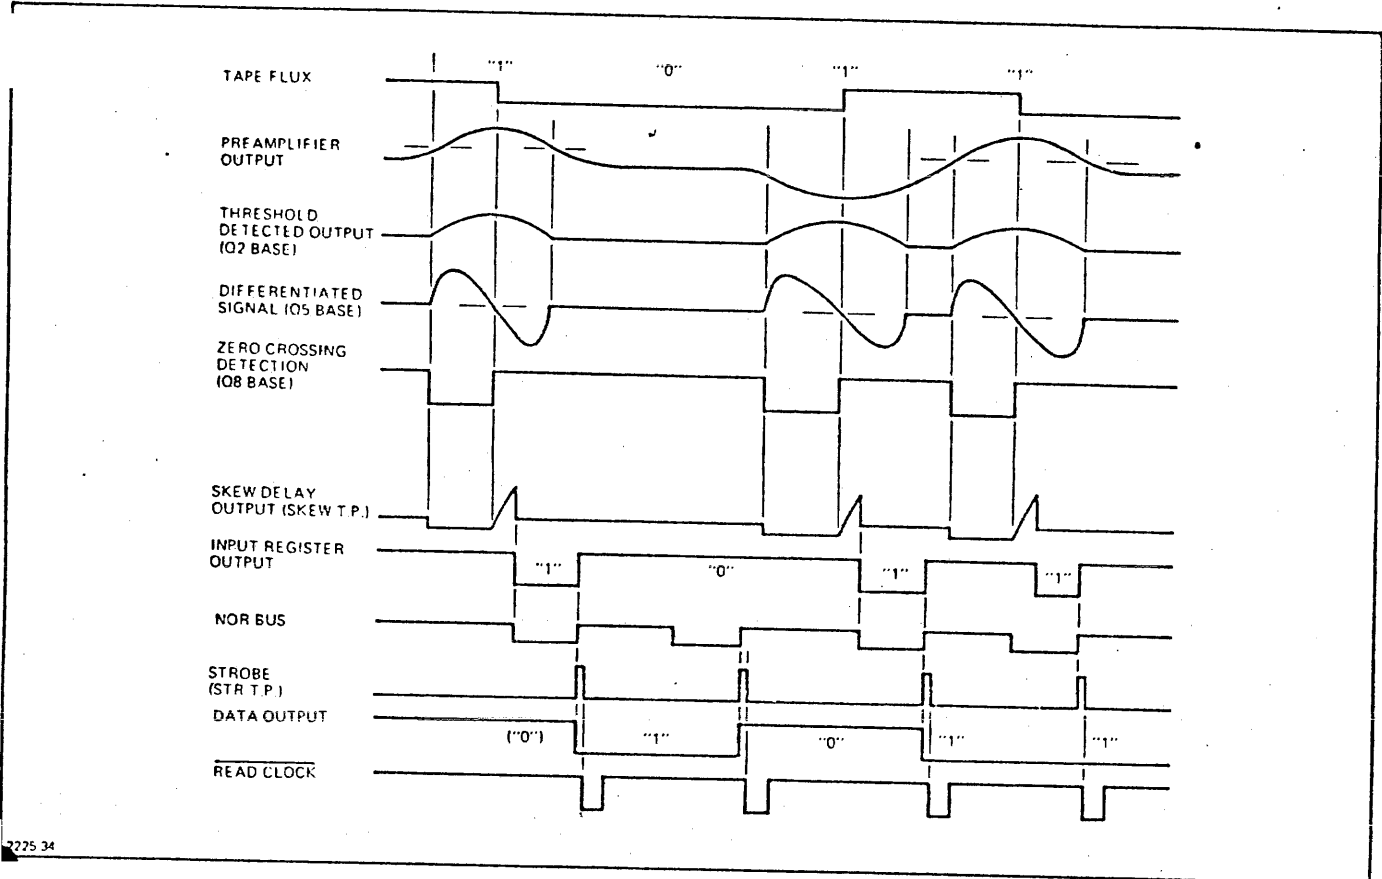 TAPE FLUX
"1" "0" "1" "1"
PREAMPLIFIER
OUTPUT
THRESHOLD
DETECTED OUTPUT
(Q2 BASE)
DIFFERENTIATED
SIGNAL (Q5 BASE)
ZERO CROSSING
DETECTION
(Q8 BASE)
SKEW DELAY
OUTPUT (SKEW T.P.)
INPUT REGISTER
OUTPUT
"1" "0" "1" "1"
NOR BUS
STROBE
(STR T.P.)
DATA OUTPUT
("0") "1" "0" "1" "1"
READ CLOCK
2225 34